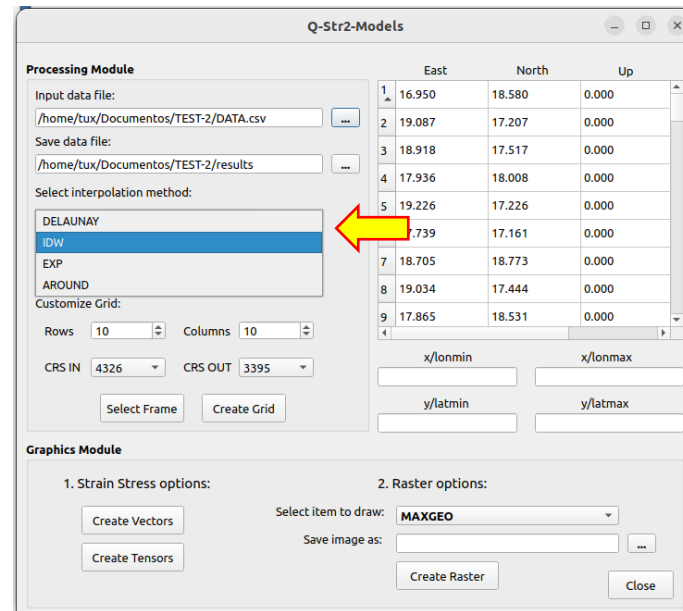 Q-Str2-Models
Processing Module
Input data file:
/home/tux/Documentos/TEST-2/DATA.csv
...
Save data file:
/home/tux/Documentos/TEST-2/results
...
Select interpolation method:
DELAUNAY
IDW
EXP
AROUND
Customize Grid:
Rows 10 Columns 10
CRS IN 4326 CRS OUT 3395
Select Frame Create Grid
East North Up
1 16.950 18.580 0.000
2 19.087 17.207 0.000
3 18.918 17.517 0.000
4 17.936 18.008 0.000
5 19.226 17.226 0.000
7.739 17.161 0.000
7 18.705 18.773 0.000
8 19.034 17.444 0.000
9 17.865 18.531 0.000
x/lonmin x/lonmax
y/latmin y/latmax
Graphics Module
1. Strain Stress options:
Create Vectors
Create Tensors
2. Raster options:
Select item to draw: MAXGEO
Save image as: ...
Create Raster
Close